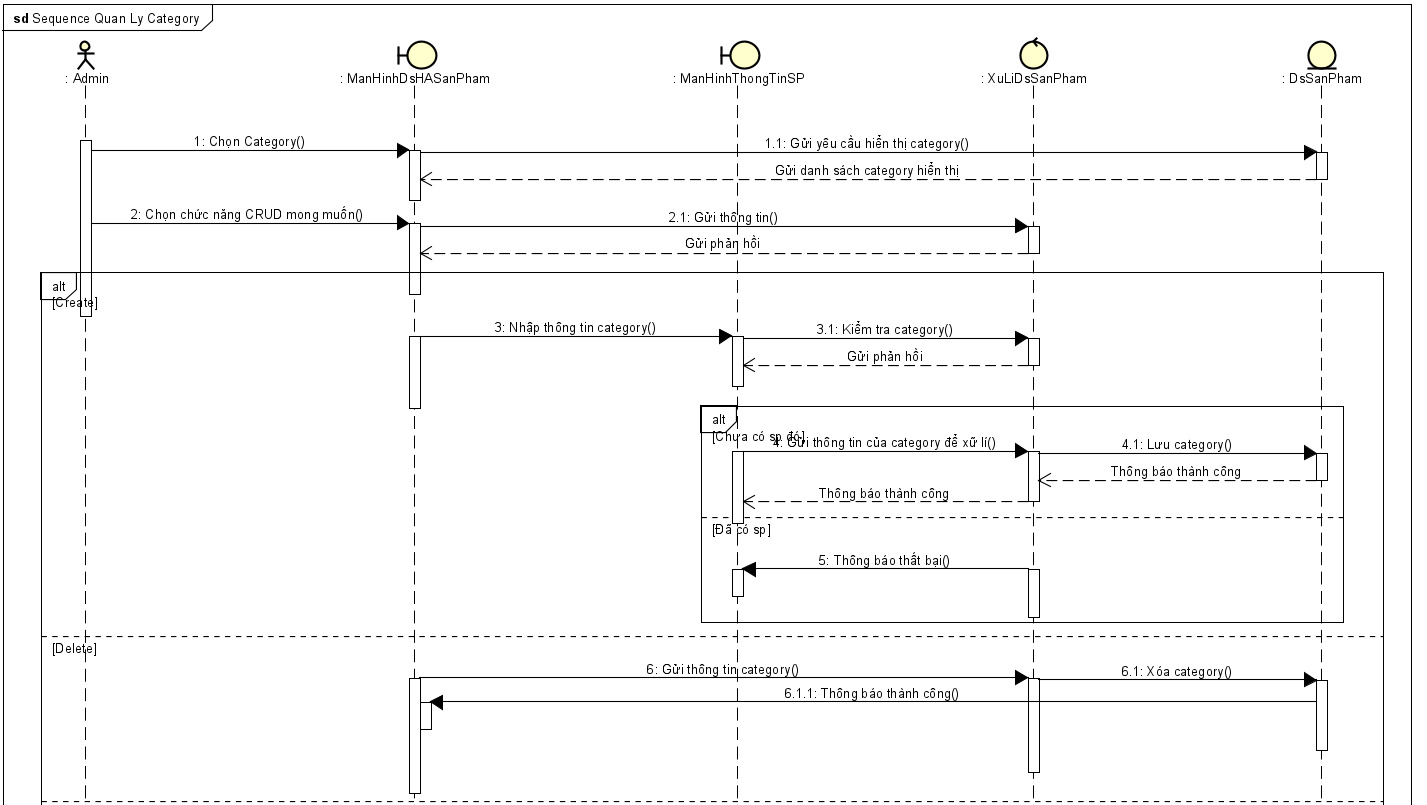 sd Sequence Quan Ly Category
: Admin
: ManHinhDsHASanPham
: ManHinhThongTinSP
: XuLiDsSanPham
: DsSanPham
1: Chọn Category()
1.1: Gửi yêu cầu hiển thị category()
Gửi danh sách category hiển thị
2: Chọn chức năng CRUD mong muốn()
2.1: Gửi thông tin()
Gửi phản hồi
alt
[Create]
3: Nhập thông tin category()
3.1: Kiểm tra category()
Gửi phản hồi
alt
[Chưa có sp đó]
4: Gửi thông tin của category để xữ lí()
4.1: Lưu category()
Thông báo thành công
Thông báo thành công
[Đã có sp]
5: Thông báo thất bại()
[Delete]
6: Gửi thông tin category()
6.1: Xóa category()
6.1.1: Thông báo thành công()